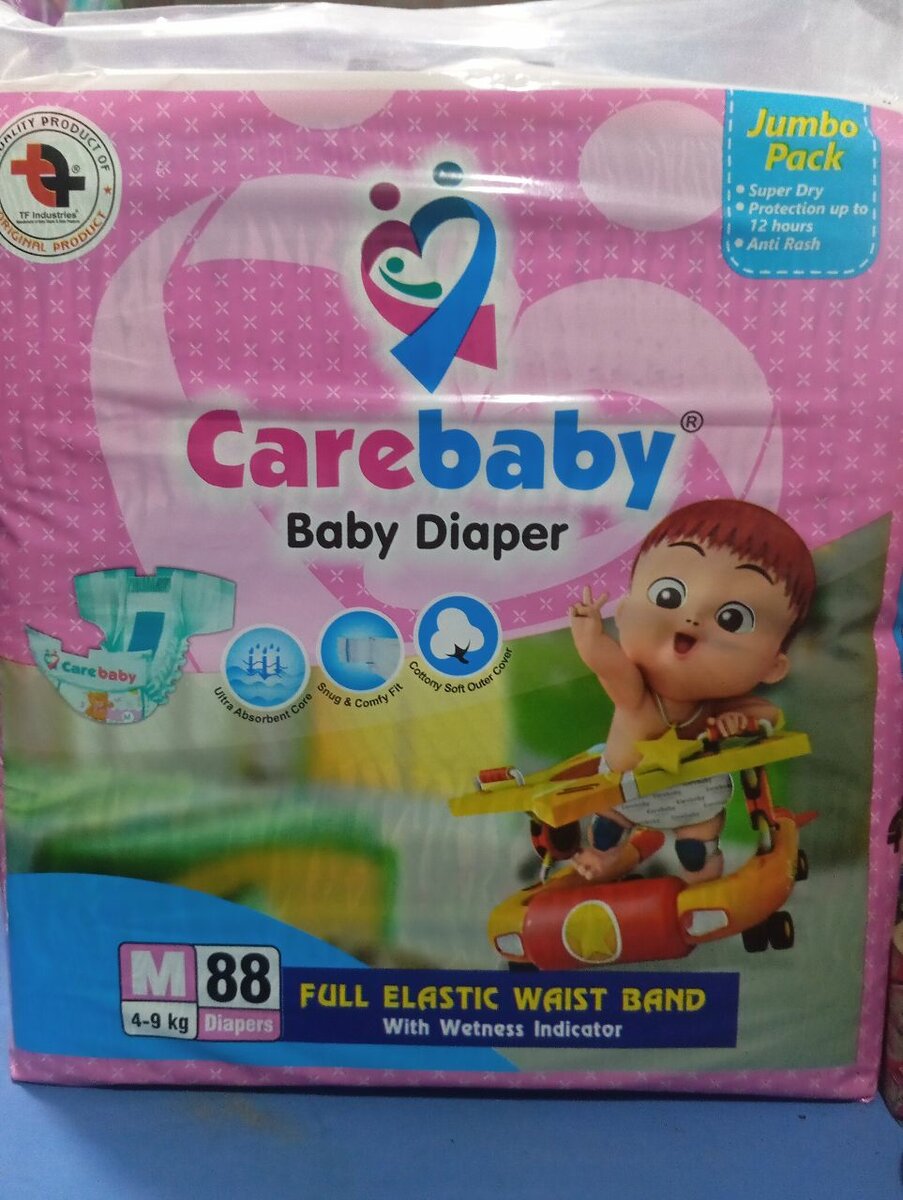 QUALITY PRODUCT OF
TF Industries®
ORIGINAL PRODUCT
Jumbo
Pack
• Super Dry
• Protection up to
12 hours
• Anti Rash
Carebaby®
Baby Diaper
Carebaby
M
Ultra Absorbent Core
Snug & Comfy Fit
Cottony Soft Outer Cover
M
4-9 kg
88
Diapers
FULL ELASTIC WAIST BAND
With Wetness Indicator